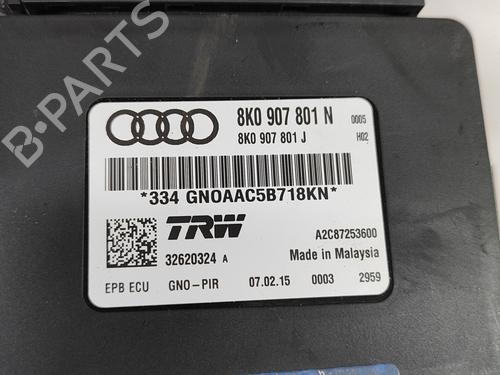 8K0 907 801 N 0005
8K0 907 801 J H02
*334 GNOAAC5B718KN*
TRW
32620324 A
A2C87253600
Made in Malaysia
EPB ECU GNO-PIR 07.02.15 0003 2959